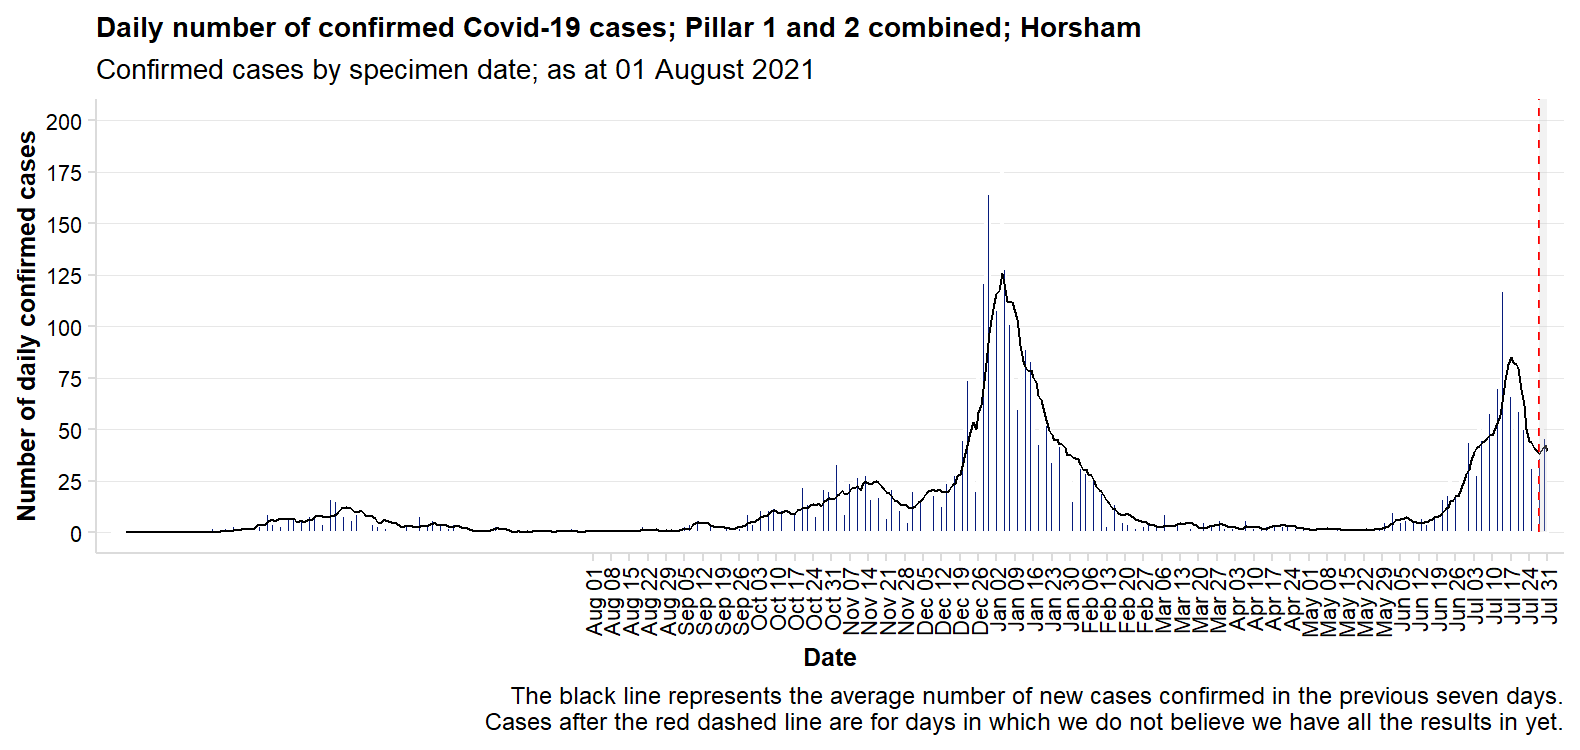 Daily number of confirmed Covid-19 cases; Pillar 1 and 2 combined; Horsham
Confirmed cases by specimen date; as at 01 August 2021
Number of daily confirmed cases
200
175
150
125
100
75
50
25
0
Aug 01
Aug 08
Aug 15
Aug 22
Aug 29
Sep 05
Sep 12
Sep 19
Sep 26
Oct 03
Oct 10
Oct 17
Oct 24
Oct 31
Nov 07
Nov 14
Nov 21
Nov 28
Dec 05
Dec 12
Dec 19
Dec 26
Jan 02
Jan 09
Jan 16
Jan 23
Jan 30
Feb 06
Feb 13
Feb 20
Feb 27
Mar 06
Mar 13
Mar 20
Mar 27
Apr 03
Apr 10
Apr 17
Apr 24
May 01
May 08
May 15
May 22
May 29
Jun 05
Jun 12
Jun 19
Jun 26
Jul 03
Jul 10
Jul 17
Jul 24
Jul 31
Date
The black line represents the average number of new cases confirmed in the previous seven days.
Cases after the red dashed line are for days in which we do not believe we have all the results in yet.